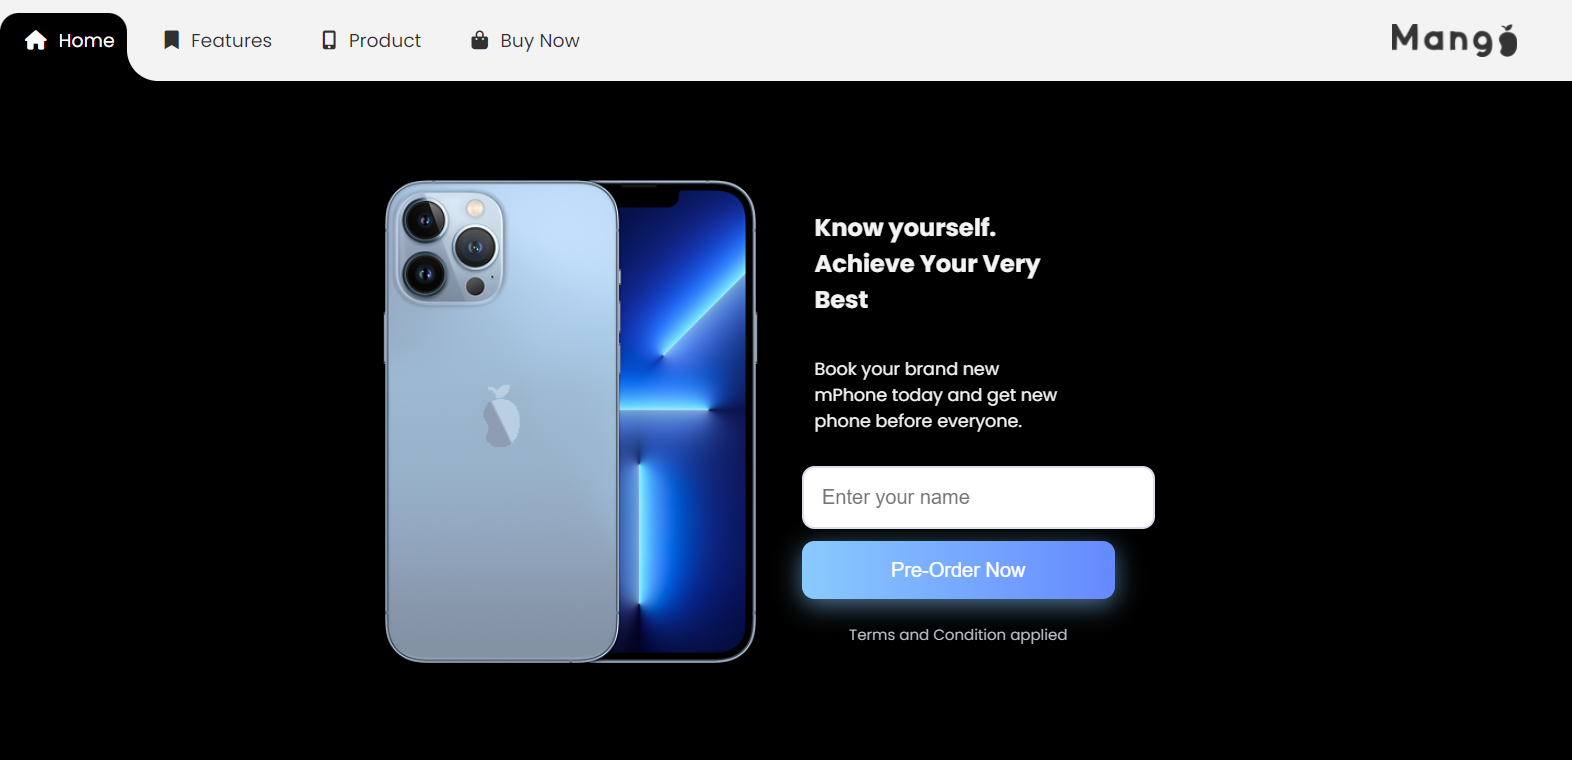 Home
Features
Product
Buy Now
Mango
Know yourself.
Achieve Your Very
Best
Book your brand new
mPhone today and get new
phone before everyone.
Enter your name
Pre-Order Now
Terms and Condition applied